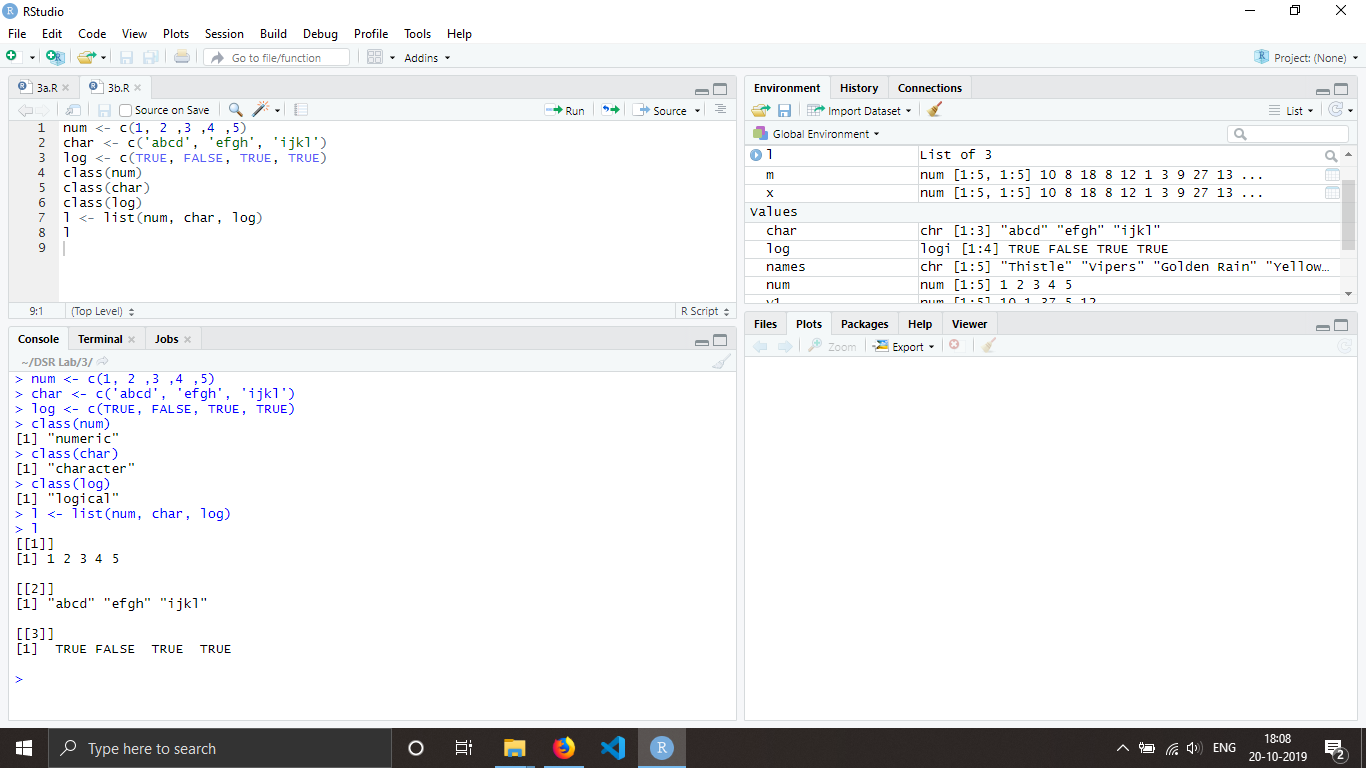 RStudio
File Edit Code View Plots Session Build Debug Profile Tools Help
Go to file/function Addins Project: (None)
3a.R 3b.R
Source on Save Run Source
1 num <- c(1, 2 ,3 ,4 ,5)
2 char <- c('abcd', 'efgh', 'ijkl')
3 log <- c(TRUE, FALSE, TRUE, TRUE)
4 class(num)
5 class(char)
6 class(log)
7 l <- list(num, char, log)
8 l
9
9:1 (Top Level) R Script
Console Terminal Jobs
~/DSR Lab/3/
> num <- c(1, 2 ,3 ,4 ,5)
> char <- c('abcd', 'efgh', 'ijkl')
> log <- c(TRUE, FALSE, TRUE, TRUE)
> class(num)
[1] "numeric"
> class(char)
[1] "character"
> class(log)
[1] "logical"
> l <- list(num, char, log)
> l
[[1]]
[1] 1 2 3 4 5
[[2]]
[1] "abcd" "efgh" "ijkl"
[[3]]
[1]  TRUE FALSE  TRUE  TRUE
>
Environment History Connections
Import Dataset List
Global Environment
l List of 3
m num [1:5, 1:5] 10 8 18 8 12 1 3 9 27 13 ...
x num [1:5, 1:5] 10 8 18 8 12 1 3 9 27 13 ...
Values
char chr [1:3] "abcd" "efgh" "ijkl"
log logi [1:4] TRUE FALSE TRUE TRUE
names chr [1:5] "Thistle" "Vipers" "Golden Rain" "Yellow…
num num [1:5] 1 2 3 4 5
v1 num [1:5] 10 1 37 5 12
Files Plots Packages Help Viewer
Zoom Export
Type here to search
ENG
18:08
20-10-2019
2